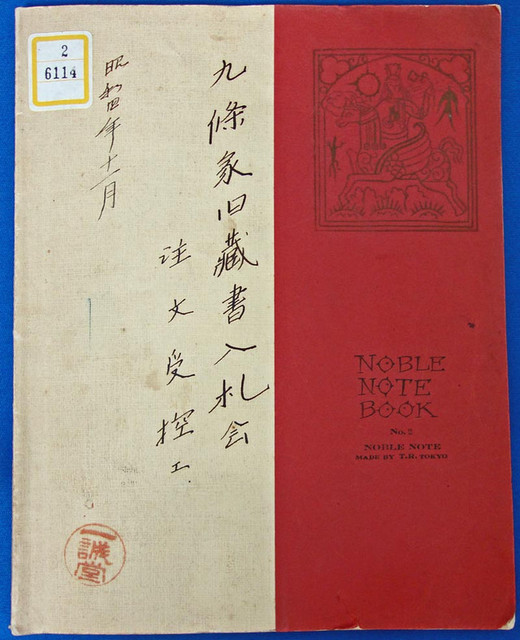 2
6114
九條家旧蔵書入札会
注文受控エ
昭和四年十一月
一誠堂
NOBLE
NOTE
BOOK
No. 2
NOBLE NOTE
MADE BY T.R. TOKYO